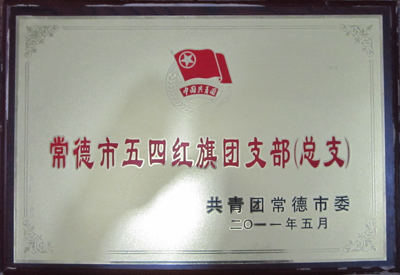 中国共青团
常德市五四红旗团支部(总支)
共青团常德市委
二〇一一年五月